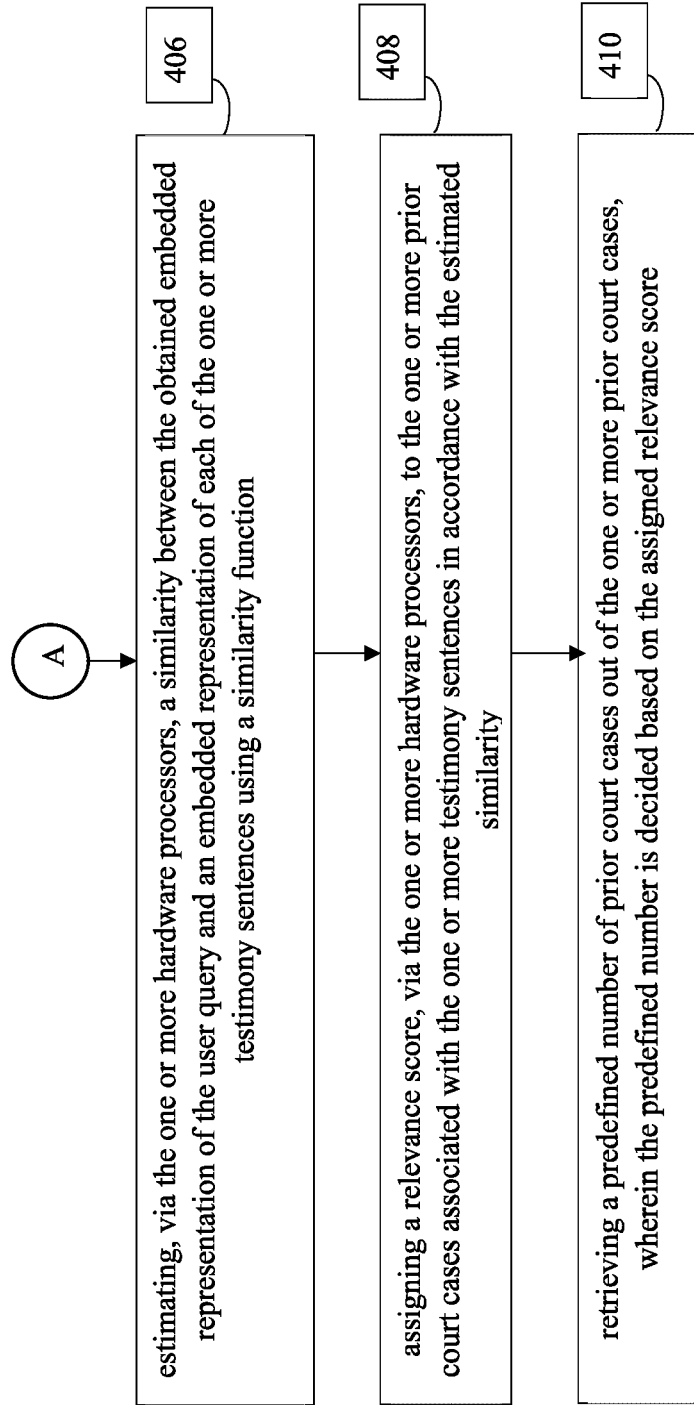 A
estimating, via the one or more hardware processors, a similarity between the obtained embedded
representation of the user query and an embedded representation of each of the one or more
testimony sentences using a similarity function
406
assigning a relevance score, via the one or more hardware processors, to the one or more prior
court cases associated with the one or more testimony sentences in accordance with the estimated
similarity
408
retrieving a predefined number of prior court cases out of the one or more prior court cases,
wherein the predefined number is decided based on the assigned relevance score
410